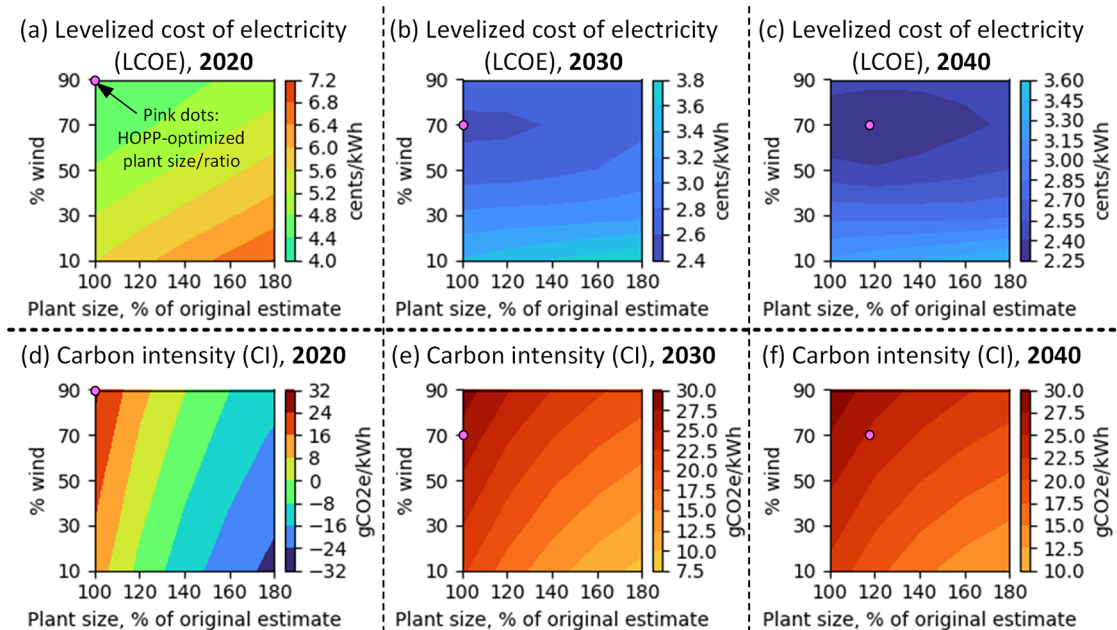 (a) Levelized cost of electricity
(LCOE), 2020
90
70
50
30
10
% wind
100 120 140 160 180
Plant size, % of original estimate
Pink dots:
HOPP-optimized
plant size/ratio
7.2
6.8
6.4
6.0
5.6
5.2
4.8
4.4
4.0
cents/kWh
(b) Levelized cost of electricity
(LCOE), 2030
90
70
50
30
10
% wind
100 120 140 160 180
Plant size, % of original estimate
3.8
3.6
3.4
3.2
3.0
2.8
2.6
2.4
cents/kWh
(c) Levelized cost of electricity
(LCOE), 2040
90
70
50
30
10
% wind
100 120 140 160 180
Plant size, % of original estimate
3.60
3.45
3.30
3.15
3.00
2.85
2.70
2.55
2.40
2.25
cents/kWh
(d) Carbon intensity (CI), 2020
90
70
50
30
10
% wind
100 120 140 160 180
Plant size, % of original estimate
32
24
16
8
0
−8
−16
−24
−32
gCO2e/kWh
(e) Carbon intensity (CI), 2030
90
70
50
30
10
% wind
100 120 140 160 180
Plant size, % of original estimate
30.0
27.5
25.0
22.5
20.0
17.5
15.0
12.5
10.0
7.5
gCO2e/kWh
(f) Carbon intensity (CI), 2040
90
70
50
30
10
% wind
100 120 140 160 180
Plant size, % of original estimate
30.0
27.5
25.0
22.5
20.0
17.5
15.0
12.5
10.0
gCO2e/kWh